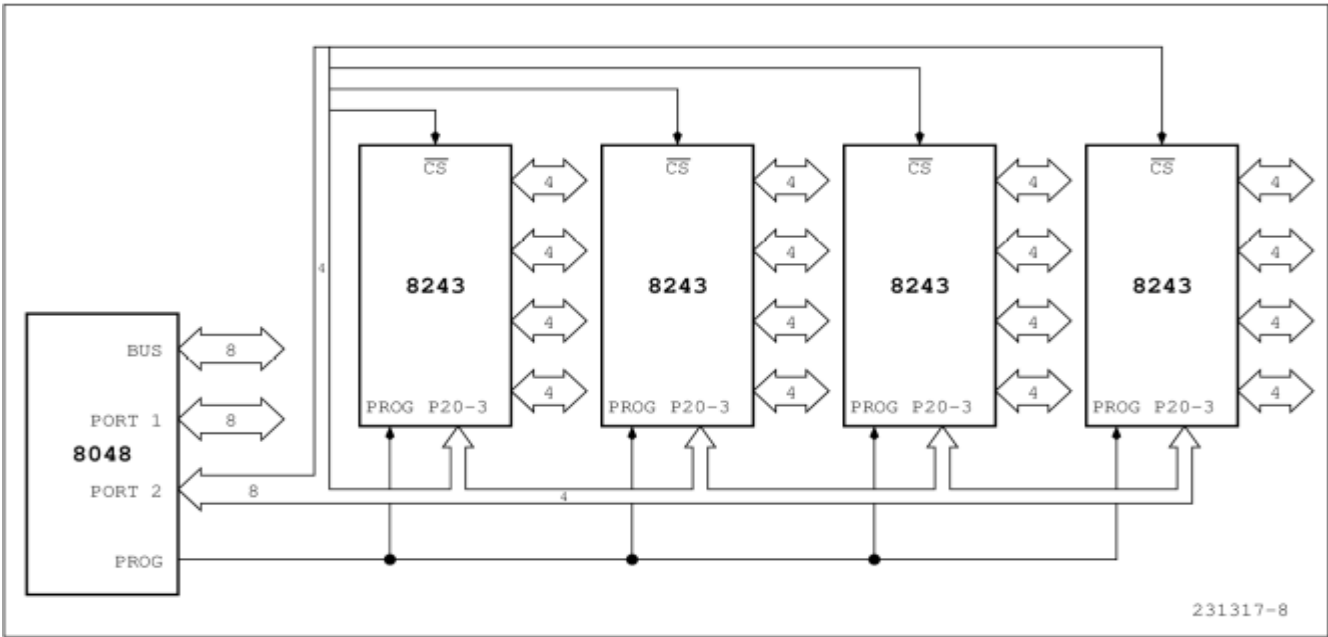 CS CS CS CS
4 4 4 4
4 4 4 4
4
8243 8243 8243 8243
4 4 4 4
BUS 8
4 4 4 4
PROG P20-3 PROG P20-3 PROG P20-3 PROG P20-3
PORT 1 8
8048
PORT 2 8 4
PROG
231317-8